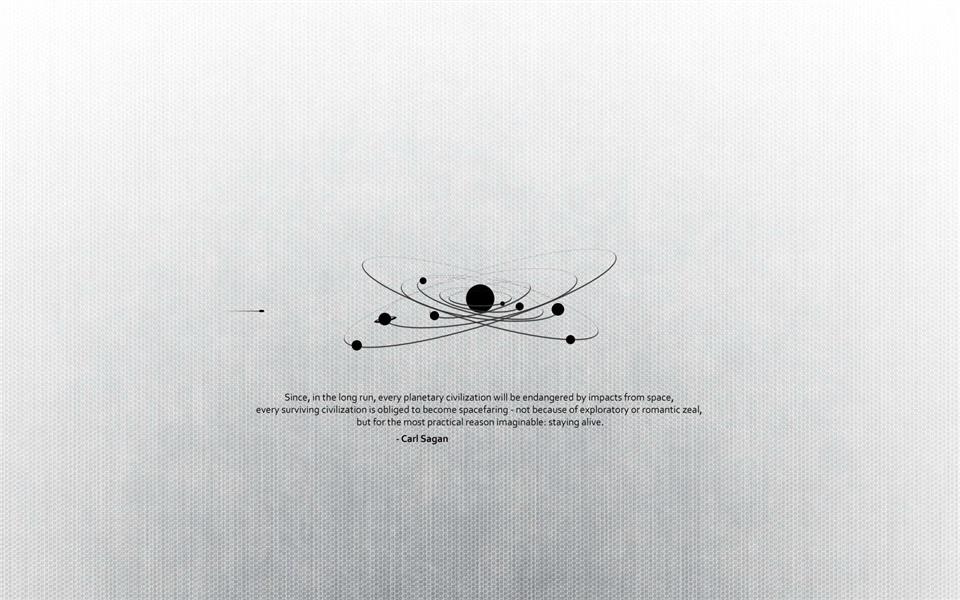 Since, in the long run, every planetary civilization will be endangered by impacts from space,
every surviving civilization is obliged to become spacefaring - not because of exploratory or romantic zeal,
but for the most practical reason imaginable: staying alive.
- Carl Sagan